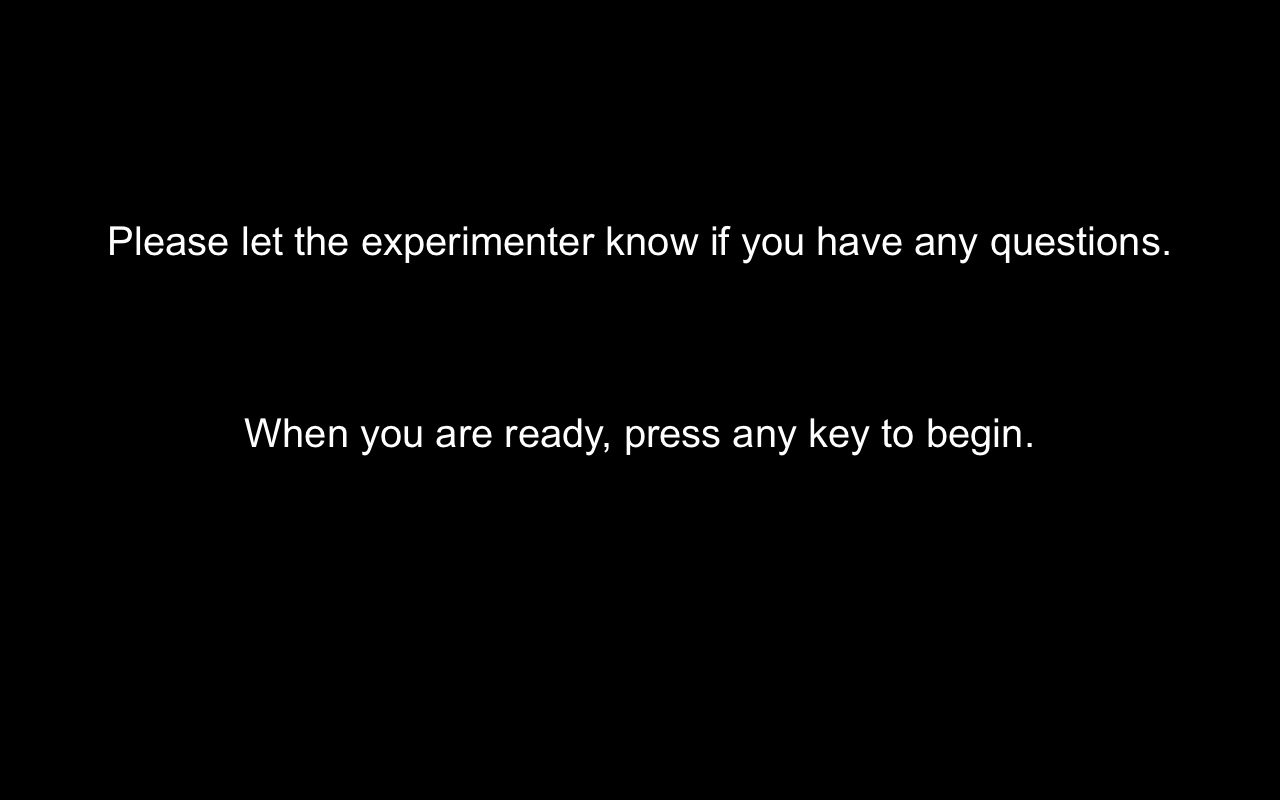 Please let the experimenter know if you have any questions.
When you are ready, press any key to begin.